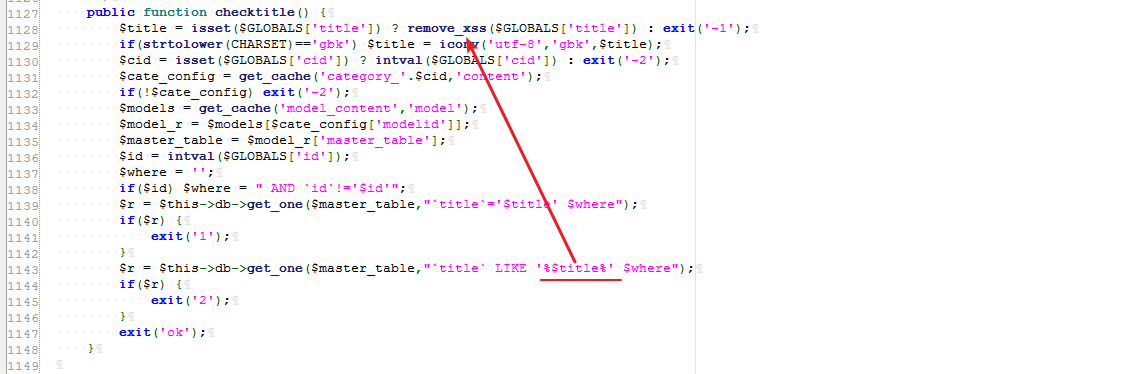 1127 public function checktitle() {¶
1128 $title = isset($GLOBALS['title']) ? remove_xss($GLOBALS['title']) : exit('-1');¶
1129 if(strtolower(CHARSET)=='gbk') $title = iconv('utf-8','gbk',$title);¶
1130 $cid = isset($GLOBALS['cid']) ? intval($GLOBALS['cid']) : exit('-2');¶
1131 $cate_config = get_cache('category_'.$cid,'content');¶
1132 if(!$cate_config) exit('-2');¶
1133 $models = get_cache('model_content','model');¶
1134 $model_r = $models[$cate_config['modelid']];¶
1135 $master_table = $model_r['master_table'];¶
1136 $id = intval($GLOBALS['id']);¶
1137 $where = '';¶
1138 if($id) $where = " AND `id`!='$id'";¶
1139 $r = $this->db->get_one($master_table,"`title`='$title' $where");¶
1140 if($r) {¶
1141 exit('1');¶
1142 }¶
1143 $r = $this->db->get_one($master_table,"`title` LIKE '%$title%' $where");¶
1144 if($r) {¶
1145 exit('2');¶
1146 }¶
1147 exit('ok');¶
1148 }¶
1149 ¶